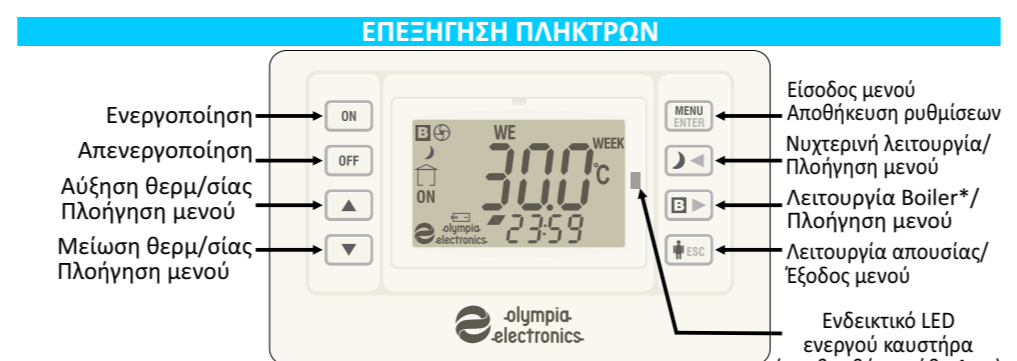 ΕΠΕΞΗΓΗΣΗ ΠΛΗΚΤΡΩΝ
Ενεργοποίηση
Απενεργοποίηση
Αύξηση θερμ/σίας
Πλοήγηση μενού
Μείωση θερμ/σίας
Πλοήγηση μενού
ON
OFF
B
WE
WEEK
30.0
°C
ON
olympia
electronics
23:59
olympia
electronics
MENU
ENTER
B
ESC
Είσοδος μενού
Αποθήκευση ρυθμίσεων
Νυχτερινή λειτουργία/
Πλοήγηση μενού
Λειτουργία Boiler*/
Πλοήγηση μενού
Λειτουργία απουσίας/
Έξοδος μενού
Ενδεικτικό LED
ενεργού καυστήρα